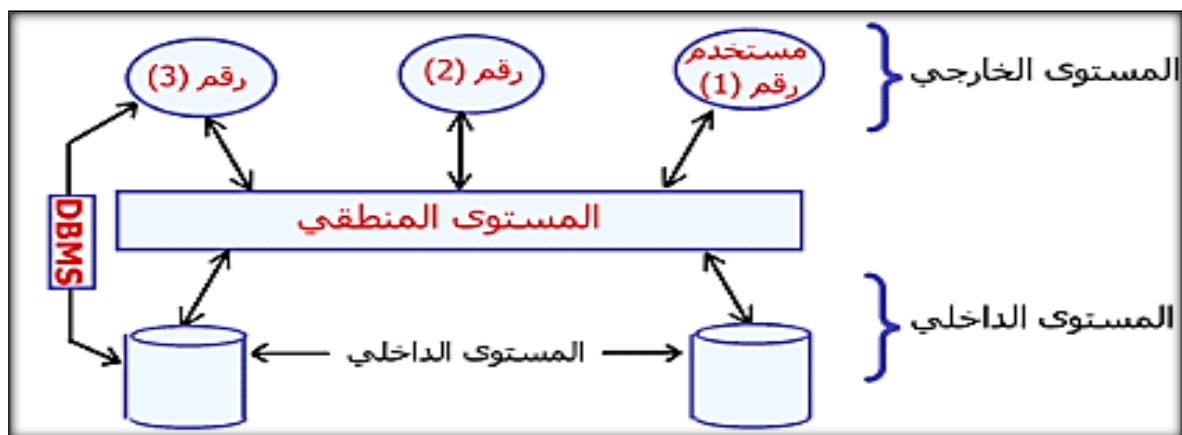 المستوى الخارجي
مستخدم
رقم (1)
رقم (2)
رقم (3)
المستوى المنطقي
DBMS
المستوى الداخلي
المستوى الداخلي